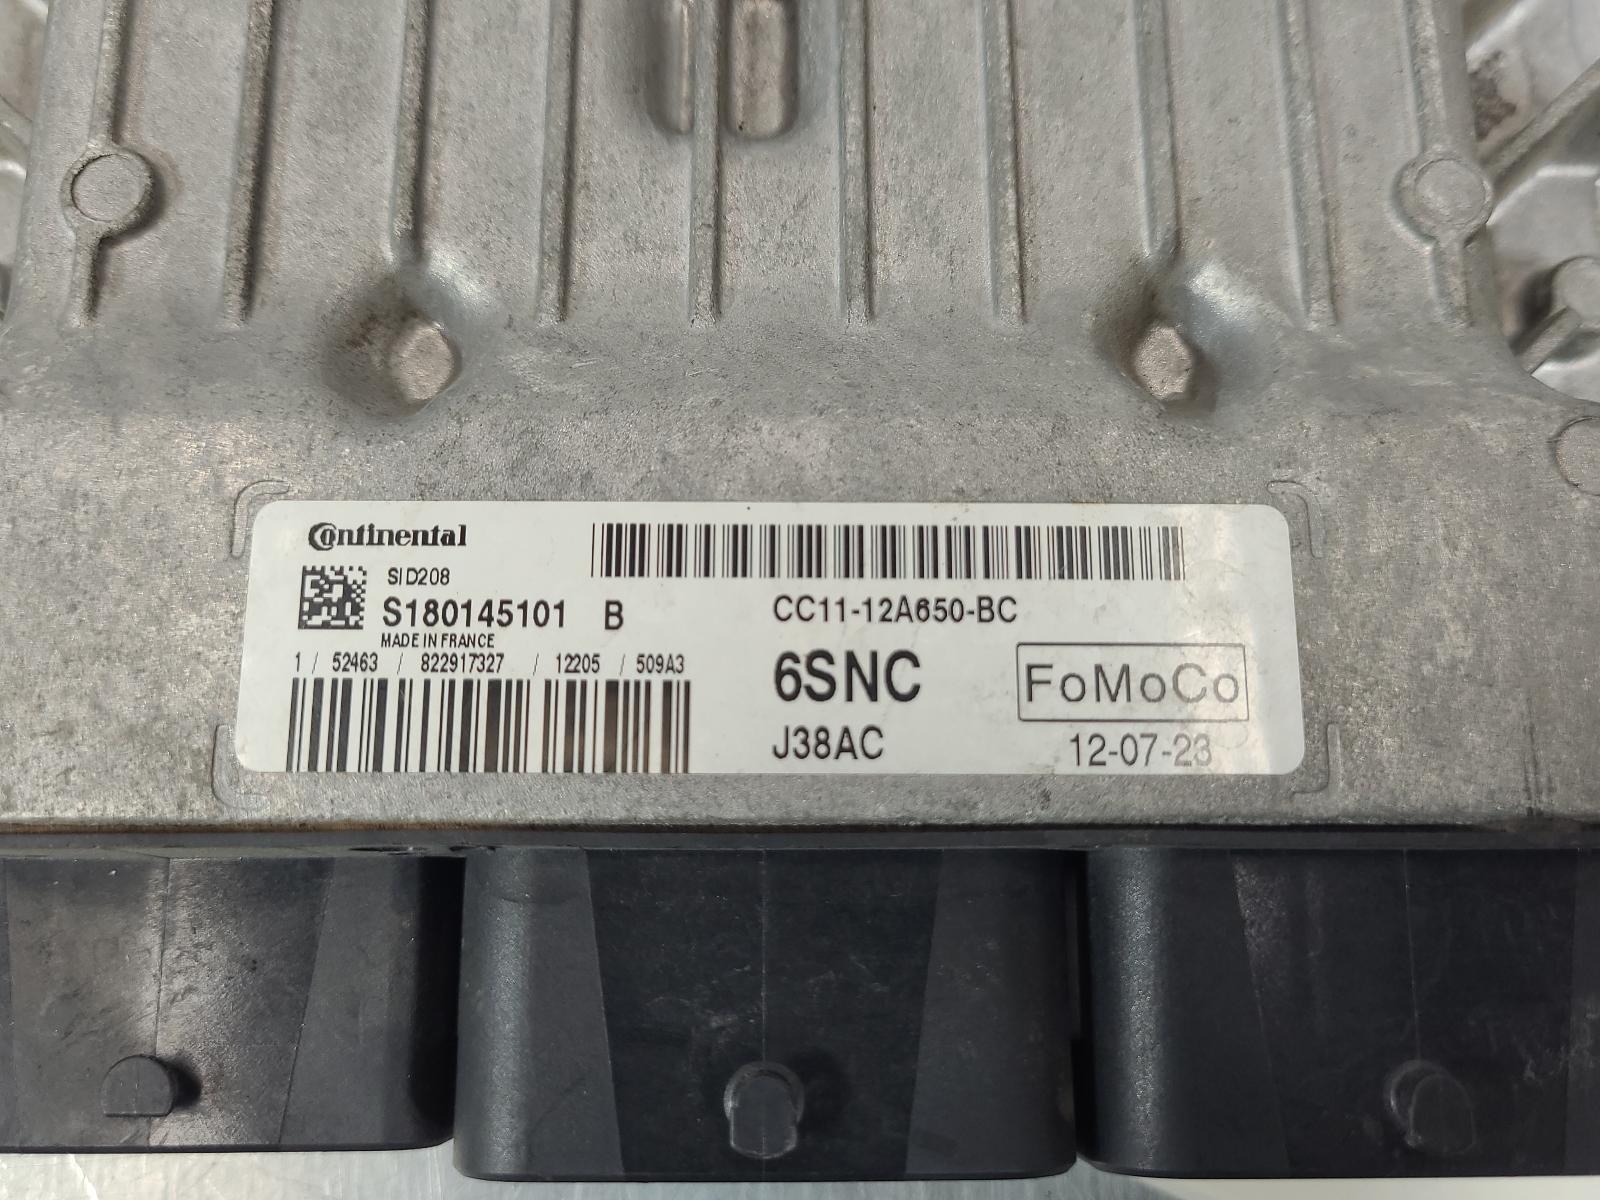 Continental
SID208
S180145101 B
MADE IN FRANCE
1 / 52463 / 822917327 / 12205 / 509A3
CC11-12A650-BC
6SNC
FoMoCo
J38AC
12-07-23